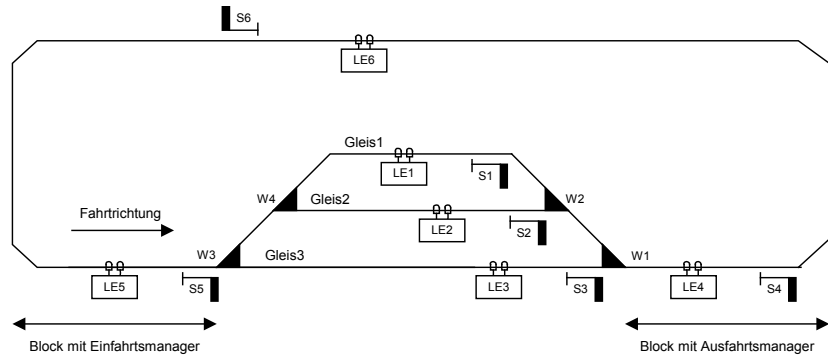 S6
LE6
Gleis1
LE1
S1
W4
Gleis2
W2
Fahrtrichtung
LE2
S2
W3
Gleis3
W1
LE5
S5
LE3
S3
LE4
S4
Block mit Einfahrtsmanager
Block mit Ausfahrtsmanager